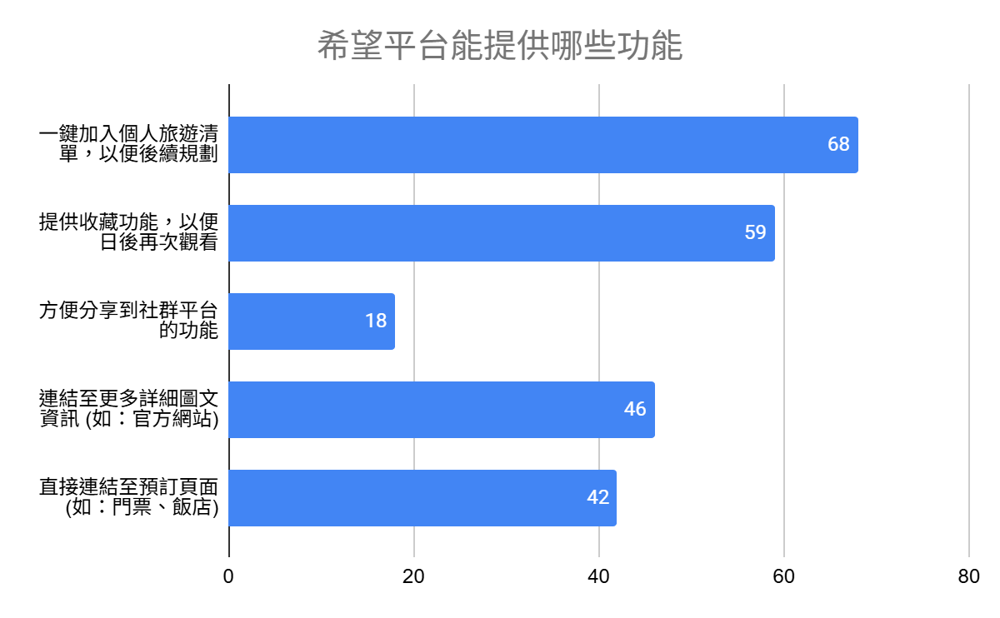 希望平台能提供哪些功能
一鍵加入個人旅遊清
單，以便後續規劃
68
提供收藏功能，以便
日後再次觀看
59
方便分享到社群平台
的功能
18
連結至更多詳細圖文
資訊 (如：官方網站)
46
直接連結至預訂頁面
(如：門票、飯店)
42
0 20 40 60 80